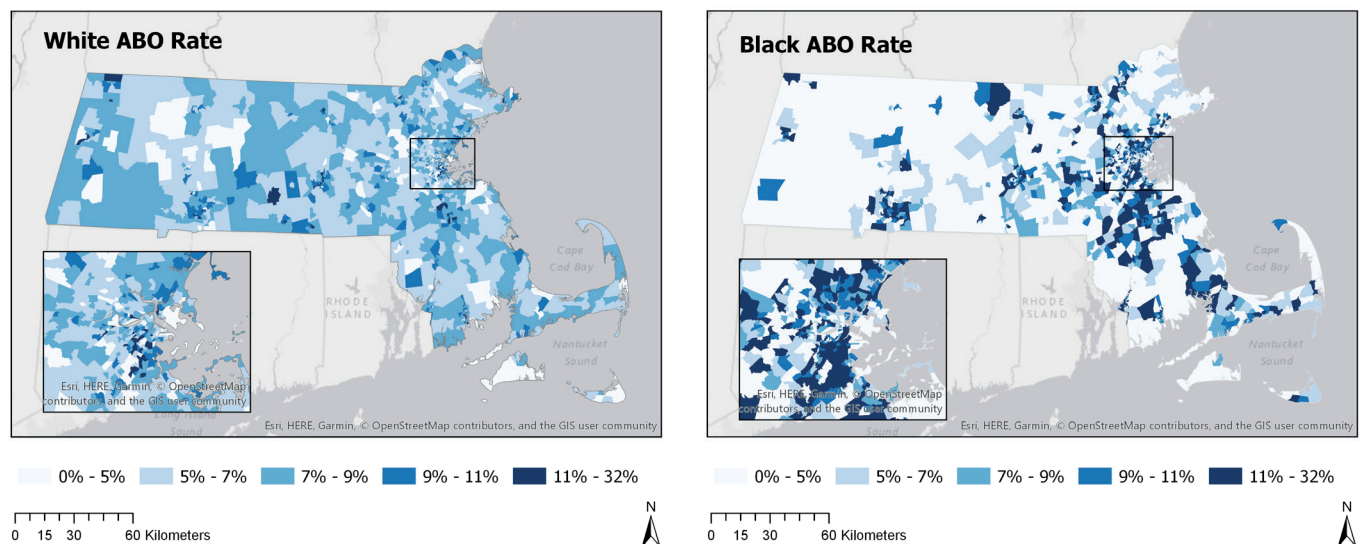 White ABO Rate
Cape
Cod Bay
RHODE
ISLAND
Nantucket
Sound
Esri, HERE, Garmin, © OpenStreetMap
contributors, and the GIS user community
Long Island
Sound
Esri, HERE, Garmin, © OpenStreetMap contributors, and the GIS user community
0% - 5% 5% - 7% 7% - 9% 9% - 11% 11% - 32%
0 15 30 60 Kilometers
N
Black ABO Rate
Cape
Cod Bay
RHODE
ISLAND
Nantucket
Sound
Esri, HERE, Garmin, © OpenStreetMap
contributors, and the GIS user community
Sound
Esri, HERE, Garmin, © OpenStreetMap contributors, and the GIS user community
0% - 5% 5% - 7% 7% - 9% 9% - 11% 11% - 32%
0 15 30 60 Kilometers
N